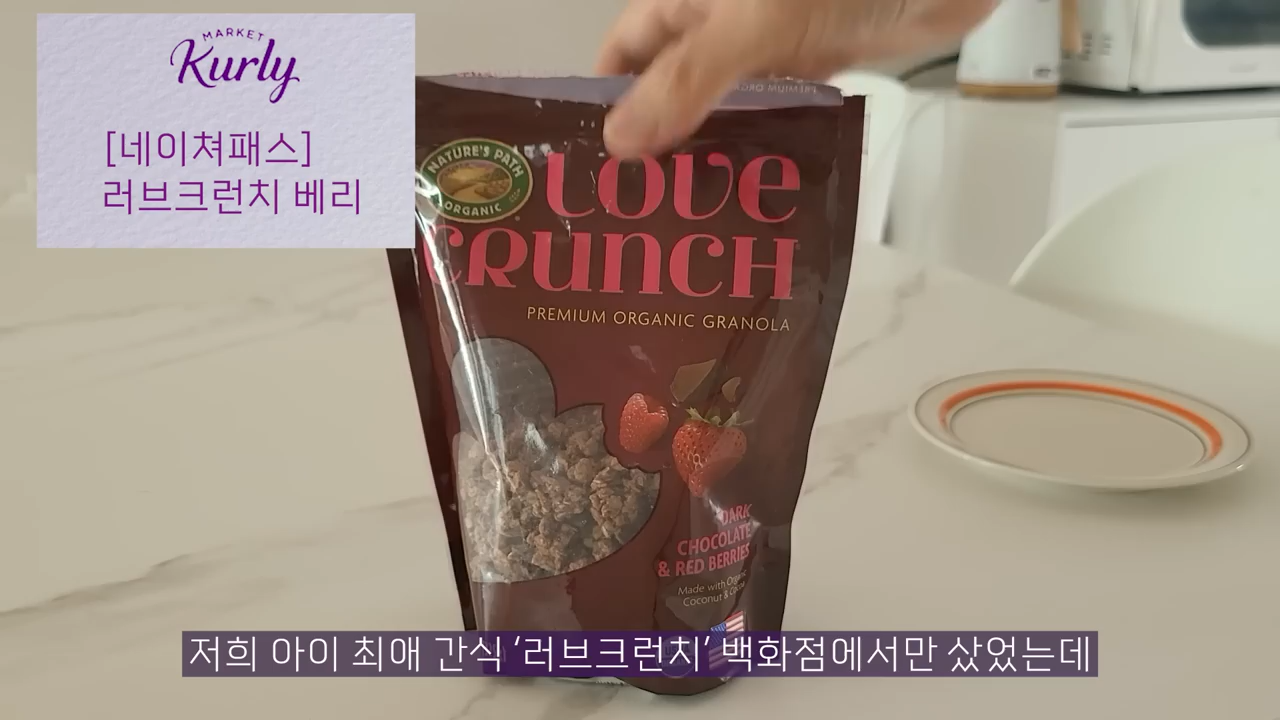 MARKET
Kurly
[네이쳐패스]
러브크런치 베리
NATURE'S PATH
ORGANIC
LOVE
CRUNCH
PREMIUM ORGANIC GRANOLA
DARK
CHOCOLATE
& RED BERRIES
Made with Organic
Coconut & Cocoa
저희 아이 최애 간식 ‘러브크런치’ 백화점에서만 샀었는데